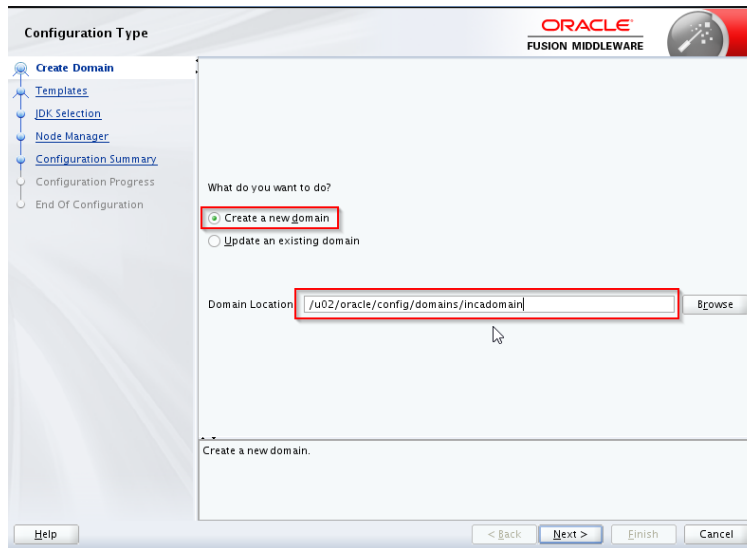 Configuration Type
ORACLE
FUSION MIDDLEWARE
Create Domain
Templates
JDK Selection
Node Manager
Configuration Summary
Configuration Progress
End Of Configuration
What do you want to do?
Create a new domain
Update an existing domain
Domain Location
/u02/oracle/config/domains/incadomain
Browse
Create a new domain.
Help
< Back
Next >
Finish
Cancel